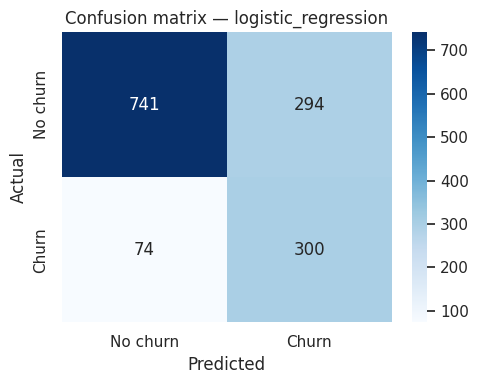 Confusion matrix — logistic_regression
Actual
No churn
Churn
741
294
74
300
No churn
Churn
Predicted
700
600
500
400
300
200
100